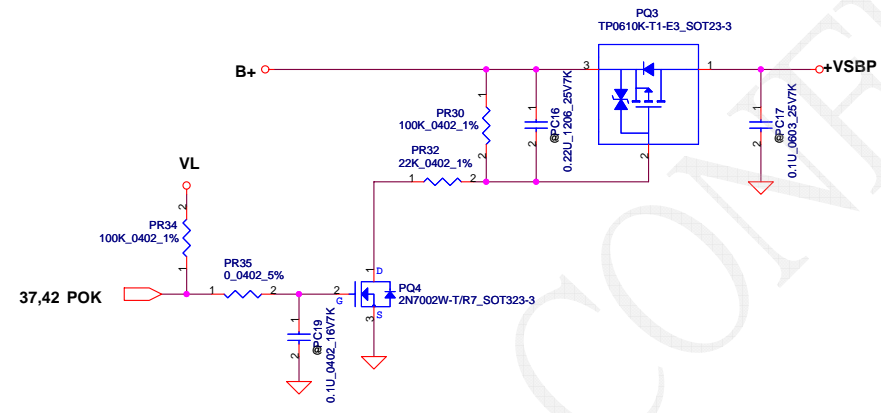 PQ3
TP0610K-T1-E3_SOT23-3
B+
3
1
+VSBP
1
PR30
100K_0402_1%
2
1
@PC16
0.22U_1206_25V7K
2
1
@PC17
0.1U_0603_25V7K
2
2
PR32
22K_0402_1%
1
2
VL
2
PR34
100K_0402_1%
1
PR35
0_0402_5%
37,42 POK
1
2
2
G
1
D
PQ4
2N7002W-T/R7_SOT323-3
S
3
1
@PC19
0.1U_0402_16V7K
2
CONF